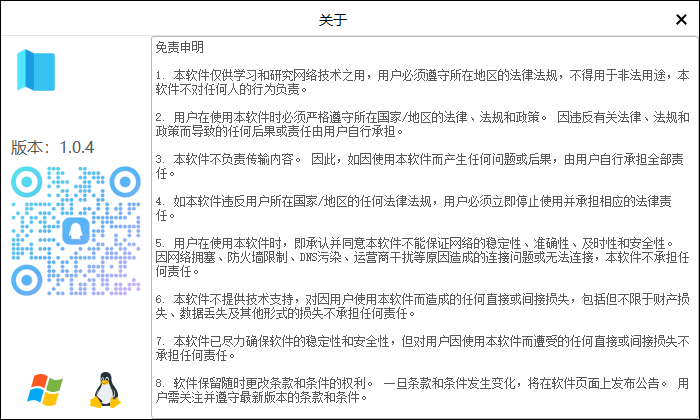 关于
版本：1.0.4
免责申明
1. 本软件仅供学习和研究网络技术之用，用户必须遵守所在地区的法律法规，不得用于非法用途，本
软件不对任何人的行为负责。
2. 用户在使用本软件时必须严格遵守所在国家/地区的法律、法规和政策。 因违反有关法律、法规和
政策而导致的任何后果或责任由用户自行承担。
3. 本软件不负责传输内容。 因此，如因使用本软件而产生任何问题或后果，由用户自行承担全部责
任。
4. 如本软件违反用户所在国家/地区的任何法律法规，用户必须立即停止使用并承担相应的法律责
任。
5. 用户在使用本软件时，即承认并同意本软件不能保证网络的稳定性、准确性、及时性和安全性。
因网络拥塞、防火墙限制、DNS污染、运营商干扰等原因造成的连接问题或无法连接，本软件不承担任
何责任。
6. 本软件不提供技术支持，对因用户使用本软件而造成的任何直接或间接损失，包括但不限于财产损
失、数据丢失及其他形式的损失不承担任何责任。
7. 本软件已尽力确保软件的稳定性和安全性，但对用户因使用本软件而遭受的任何直接或间接损失不
承担任何责任。
8. 软件保留随时更改条款和条件的权利。 一旦条款和条件发生变化，将在软件页面上发布公告。 用
户需关注并遵守最新版本的条款和条件。